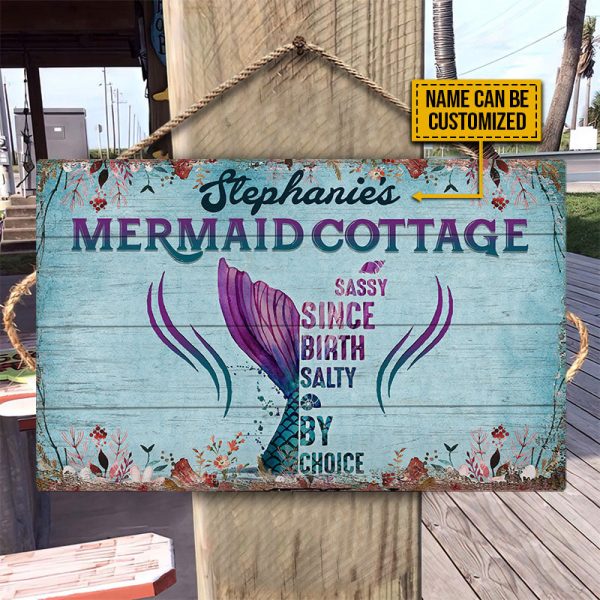 NAME CAN BE
CUSTOMIZED
Stephanie's
MERMAID COTTAGE
SASSY
SINCE
BIRTH
SALTY
BY
CHOICE